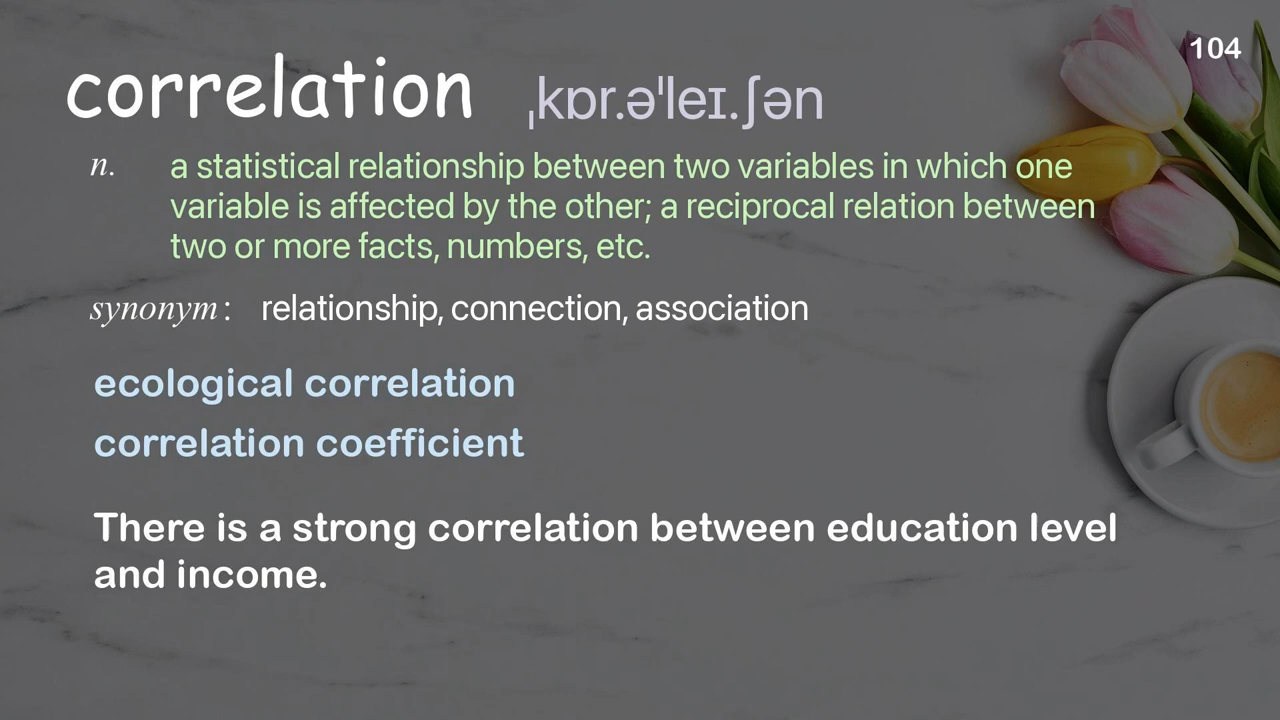 104
correlation ˌkɒr.əˈleɪ.ʃən
n. a statistical relationship between two variables in which one
variable is affected by the other; a reciprocal relation between
two or more facts, numbers, etc.
synonym: relationship, connection, association
ecological correlation
correlation coefficient
There is a strong correlation between education level
and income.